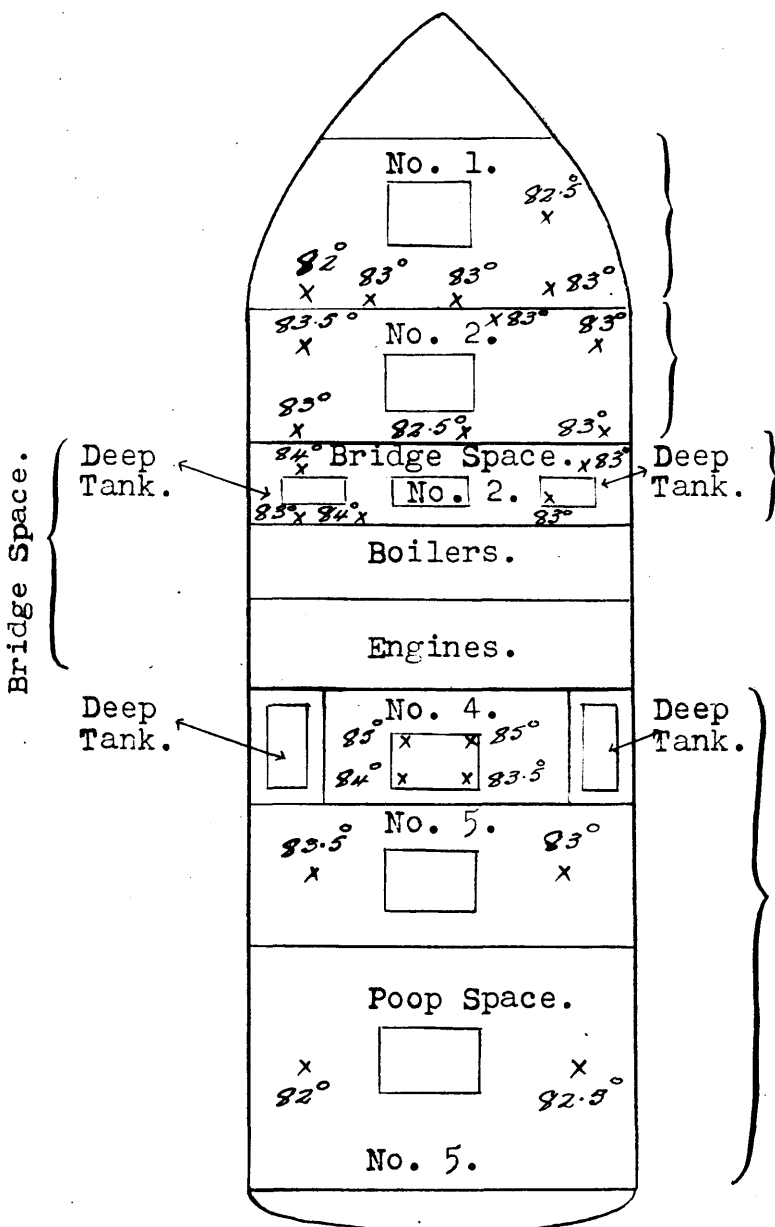 No. 1.
82.5°
82°
83°
83°
83°
83.5°
No. 2.
83°
83°
83°
82.5°
83°
Bridge Space.
Deep
Tank.
84°
Bridge Space.
83°
Deep
Tank.
No. 2.
83°
84°
83°
Boilers.
Engines.
Deep
Tank.
No. 4.
85°
85°
84°
83.5°
Deep
Tank.
No. 5.
83.5°
83°
Poop Space.
82°
82.5°
No. 5.